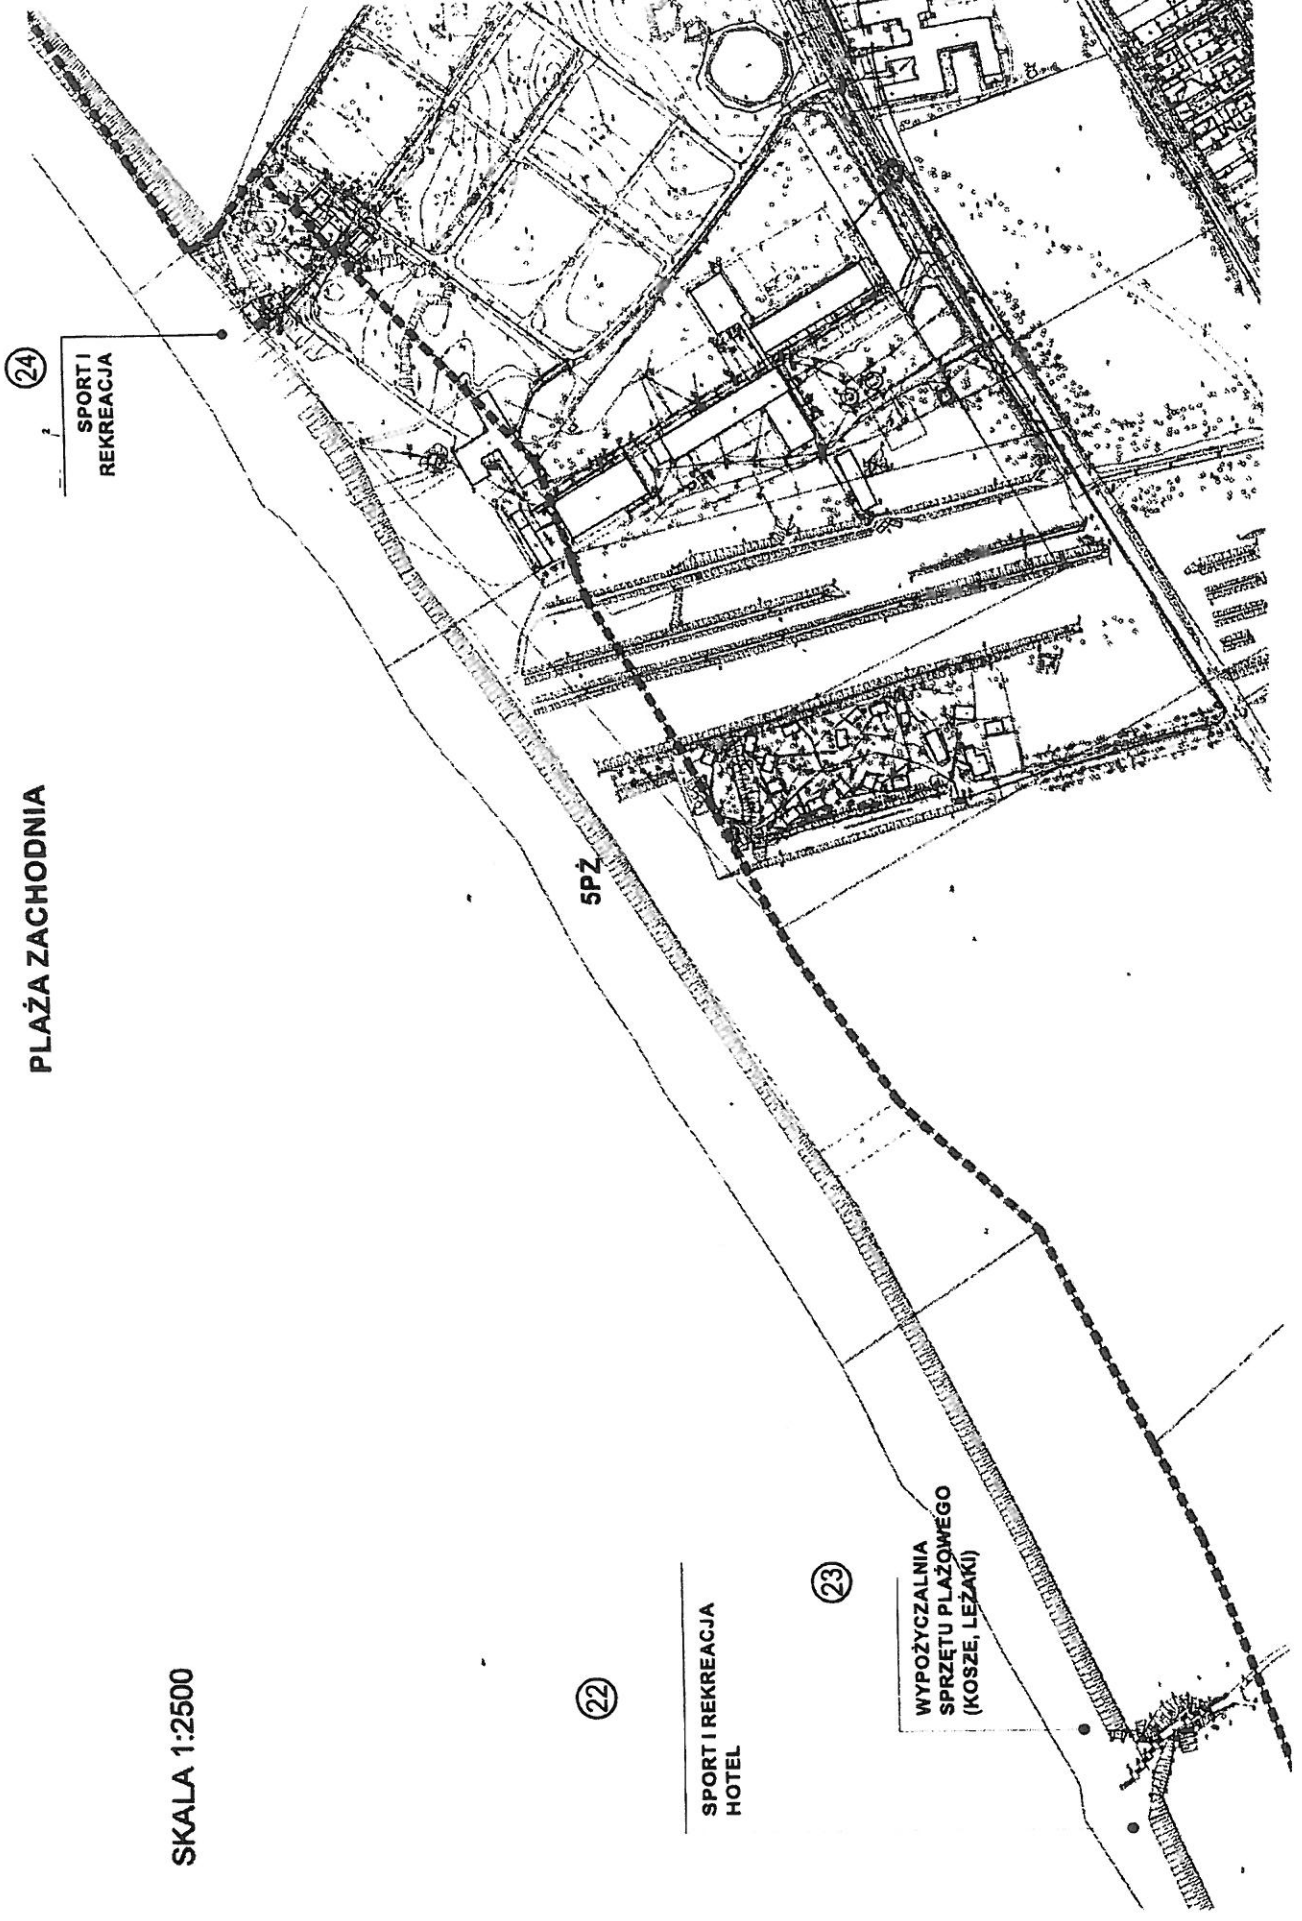 PLAŻA ZACHODNIA
SKALA 1:2500
22
SPORT I REKREACJA
HOTEL
23
WYPOŻYCZALNIA
SPRZĘTU PLAŻOWEGO
(KOSZE, LEŻAKI)
5PŻ
24
SPORT I
REKREACJA